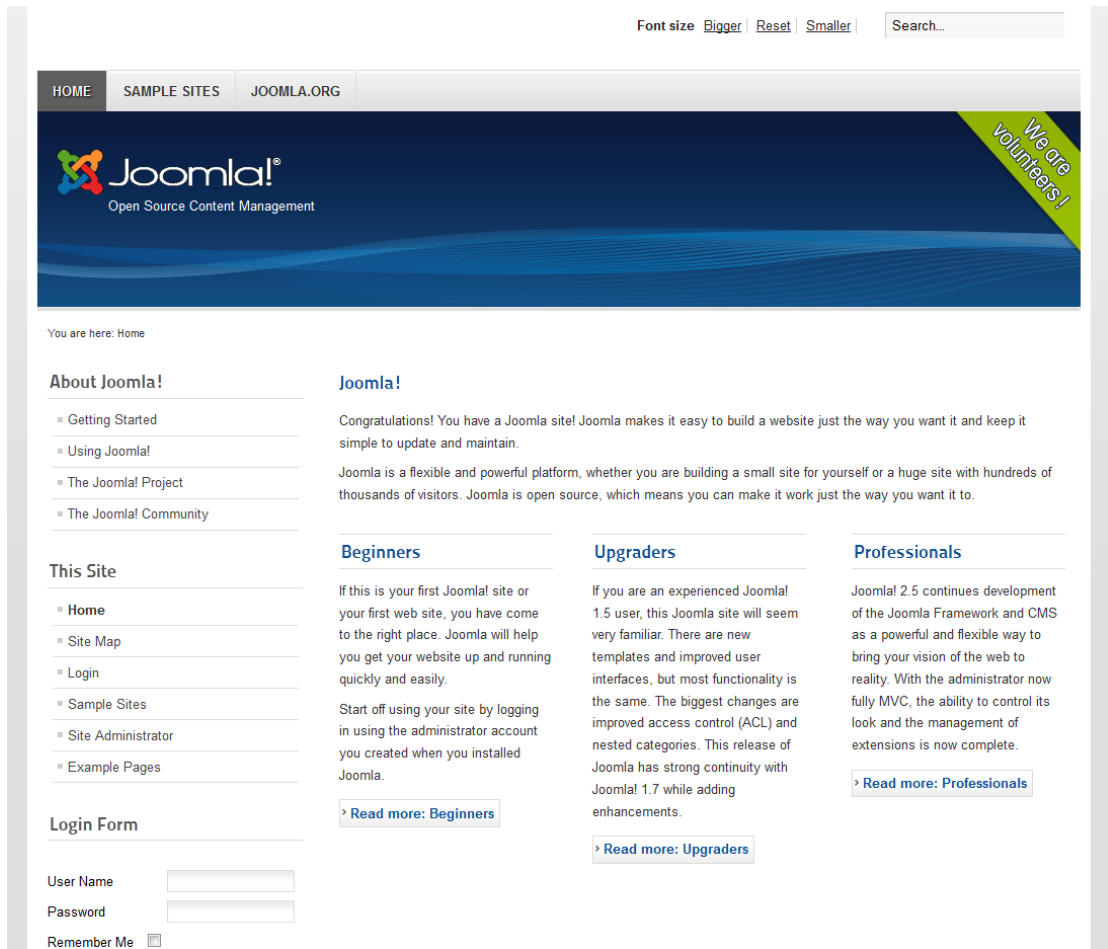 Font size Bigger Reset Smaller Search...
HOME SAMPLE SITES JOOMLA.ORG
We are
volunteers!
Joomla!®
Open Source Content Management
You are here: Home
About Joomla!
Getting Started
Using Joomla!
The Joomla! Project
The Joomla! Community
This Site
Home
Site Map
Login
Sample Sites
Site Administrator
Example Pages
Login Form
User Name
Password
Remember Me
Joomla!
Congratulations! You have a Joomla site! Joomla makes it easy to build a website just the way you want it and keep it
simple to update and maintain.
Joomla is a flexible and powerful platform, whether you are building a small site for yourself or a huge site with hundreds of
thousands of visitors. Joomla is open source, which means you can make it work just the way you want it to.
Beginners
If this is your first Joomla! site or
your first web site, you have come
to the right place. Joomla will help
you get your website up and running
quickly and easily.
Start off using your site by logging
in using the administrator account
you created when you installed
Joomla.
Read more: Beginners
Upgraders
If you are an experienced Joomla!
1.5 user, this Joomla site will seem
very familiar. There are new
templates and improved user
interfaces, but most functionality is
the same. The biggest changes are
improved access control (ACL) and
nested categories. This release of
Joomla has strong continuity with
Joomla! 1.7 while adding
enhancements.
Read more: Upgraders
Professionals
Joomla! 2.5 continues development
of the Joomla Framework and CMS
as a powerful and flexible way to
bring your vision of the web to
reality. With the administrator now
fully MVC, the ability to control its
look and the management of
extensions is now complete.
Read more: Professionals